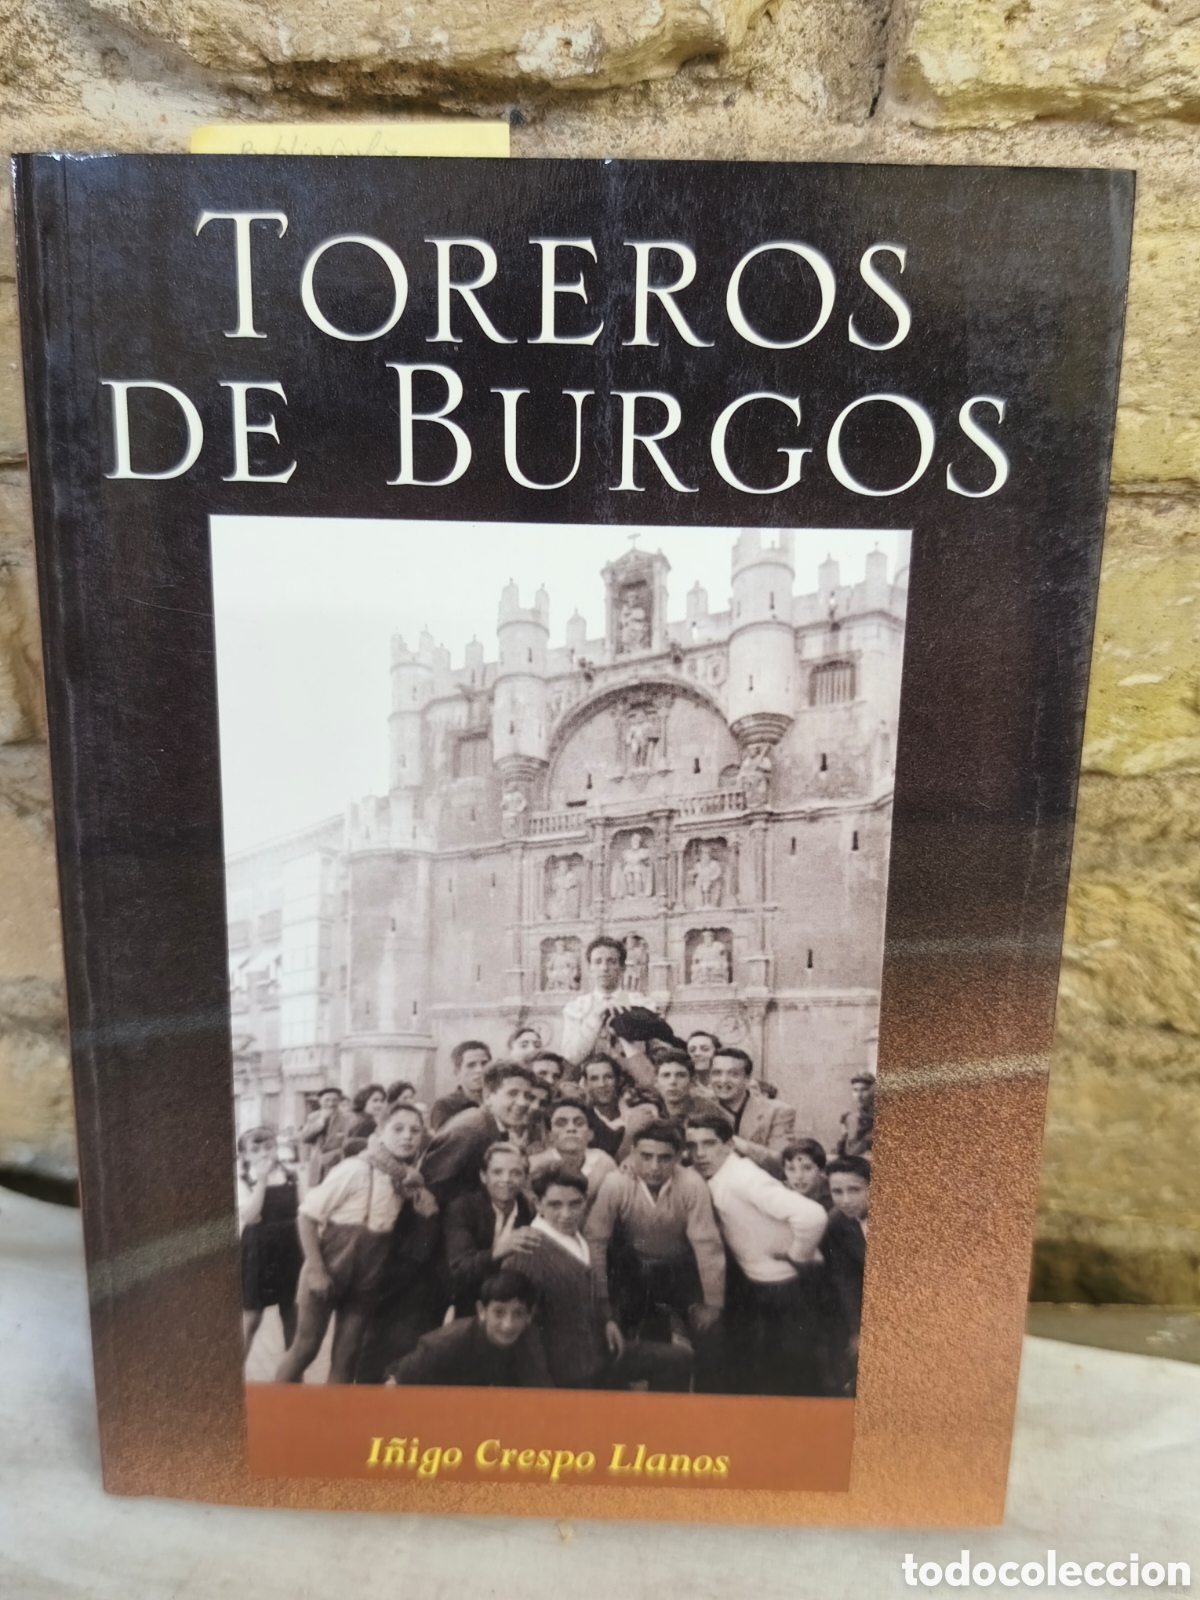 TOREROS
DE BURGOS
Iñigo Crespo Llanos
todocoleccion